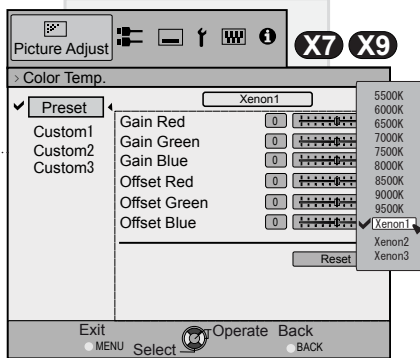 Picture Adjust
X7 X9
> Color Temp.
Preset
Custom1
Custom2
Custom3
Xenon1
Gain Red 0
Gain Green 0
Gain Blue 0
Offset Red 0
Offset Green 0
Offset Blue 0
Reset
5500K
6000K
6500K
7000K
7500K
8000K
8500K
9000K
9500K
Xenon1
Xenon2
Xenon3
Exit
MENU
Select
Operate
Back
BACK